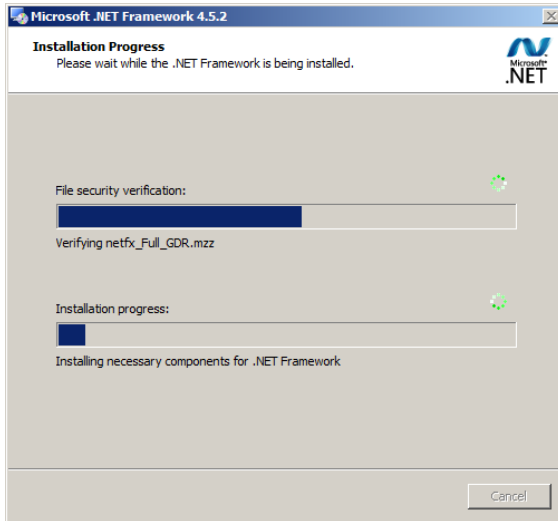 Microsoft .NET Framework 4.5.2
Installation Progress
Please wait while the .NET Framework is being installed.
Microsoft
.NET
File security verification:
Verifying netfx_Full_GDR.mzz
Installation progress:
Installing necessary components for .NET Framework
Cancel